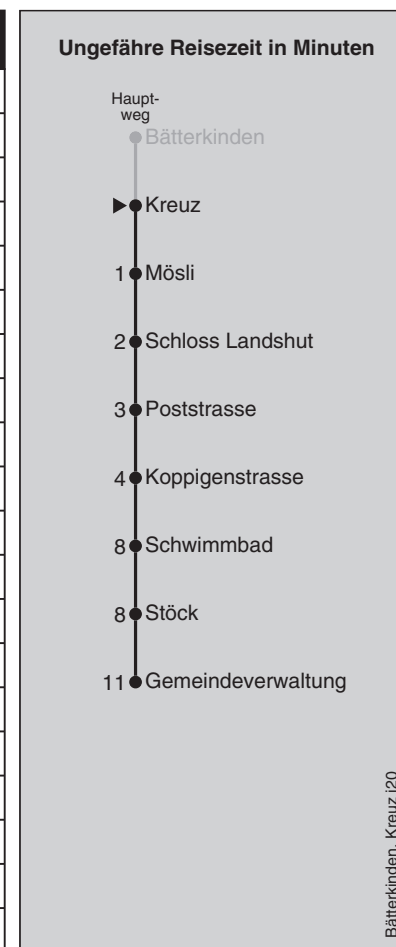 Ungefähre Reisezeit in Minuten
Haupt-
weg
Bätterkinden
Kreuz
1 Mösli
2 Schloss Landshut
3 Poststrasse
4 Koppigenstrasse
8 Schwimmbad
8 Stöck
11 Gemeindeverwaltung
Bätterkinden, Kreuz j20